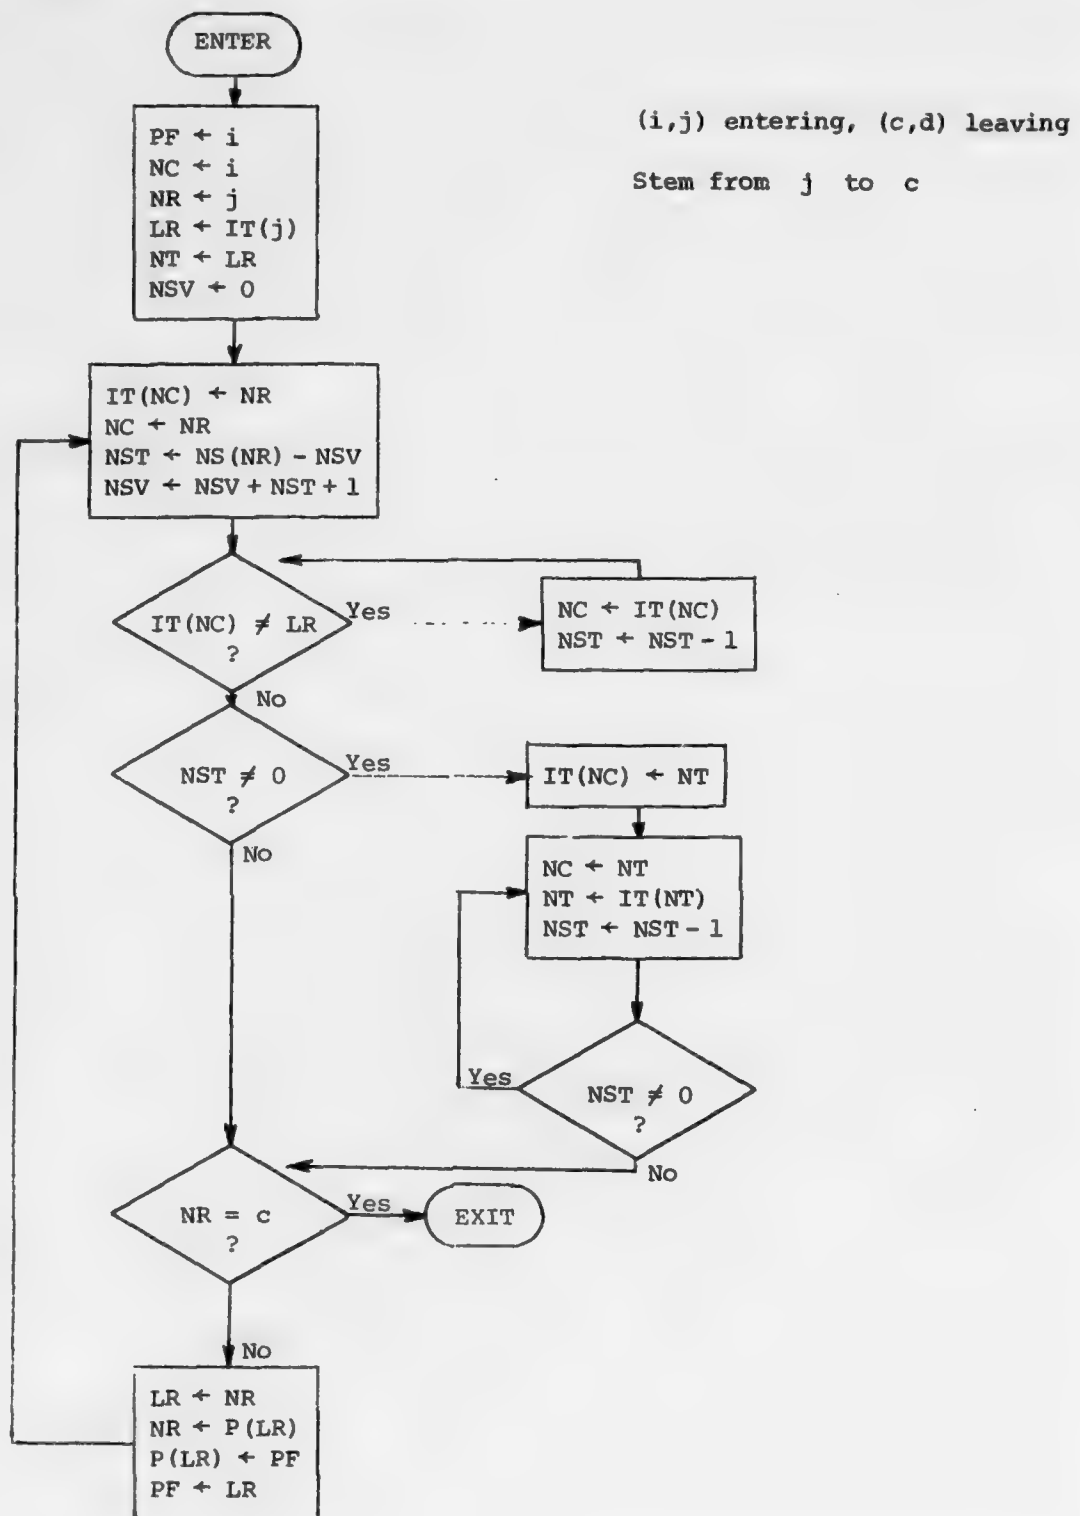 ENTER
(i,j) entering, (c,d) leaving
Stem from j to c
PF ← i
NC ← i
NR ← j
LR ← IT(j)
NT ← LR
NSV ← 0
IT(NC) ← NR
NC ← NR
NST ← NS(NR) - NSV
NSV ← NSV + NST + 1
IT(NC) ≠ LR
?
Yes
NC ← IT(NC)
NST ← NST - 1
No
NST ≠ 0
?
Yes
IT(NC) ← NT
No
NC ← NT
NT ← IT(NT)
NST ← NST - 1
Yes
NST ≠ 0
?
No
NR = c
?
Yes
EXIT
No
LR ← NR
NR ← P(LR)
P(LR) ← PF
PF ← LR